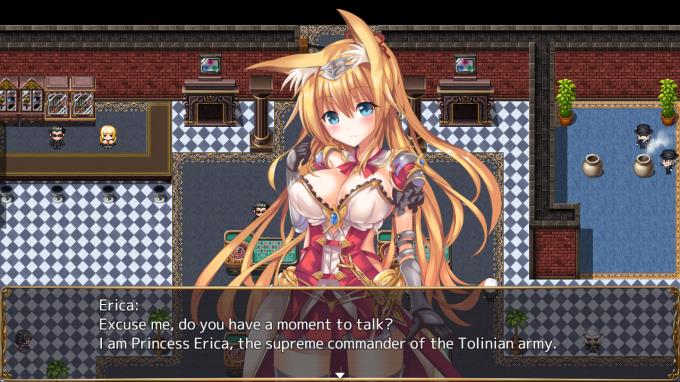 Erica:
Excuse me, do you have a moment to talk?
I am Princess Erica, the supreme commander of the Tolinian army.